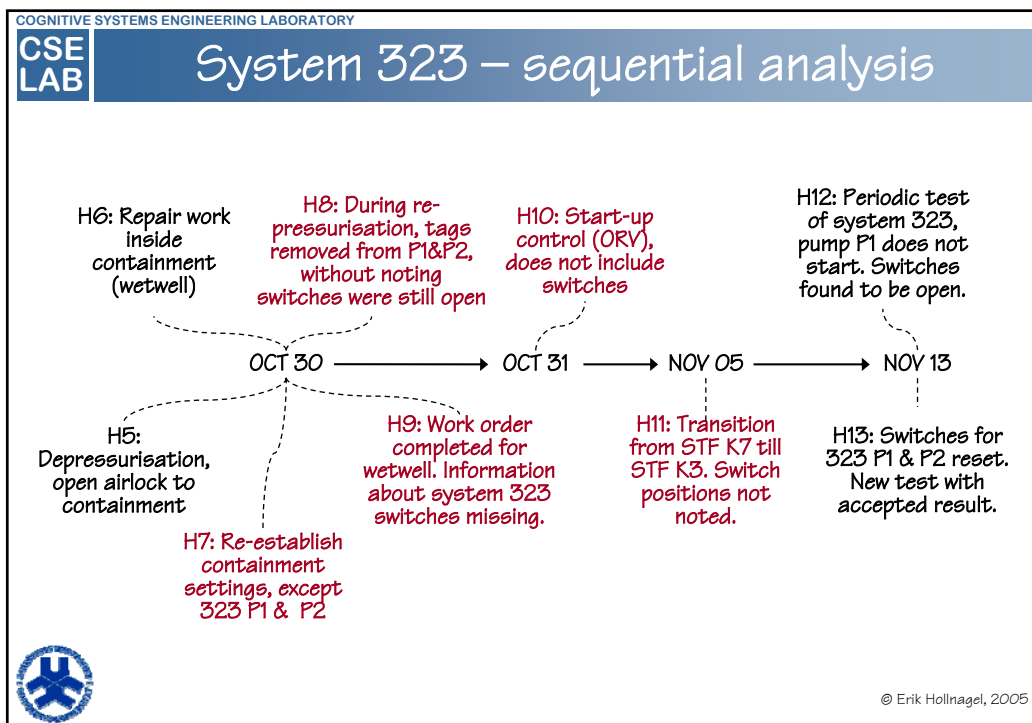 COGNITIVE SYSTEMS ENGINEERING LABORATORY
CSE
LAB
System 323 – sequential analysis
H6: Repair work
inside
containment
(wetwell)
H8: During re-
pressurisation, tags
removed from P1&P2,
without noting
switches were still open
H10: Start-up
control (ORV),
does not include
switches
H12: Periodic test
of system 323,
pump P1 does not
start. Switches
found to be open.
OCT 30
OCT 31
NOV 05
NOV 13
H5:
Depressurisation,
open airlock to
containment
H7: Re-establish
containment
settings, except
323 P1 & P2
H9: Work order
completed for
wetwell. Information
about system 323
switches missing.
H11: Transition
from STF K7 till
STF K3. Switch
positions not
noted.
H13: Switches for
323 P1 & P2 reset.
New test with
accepted result.
© Erik Hollnagel, 2005